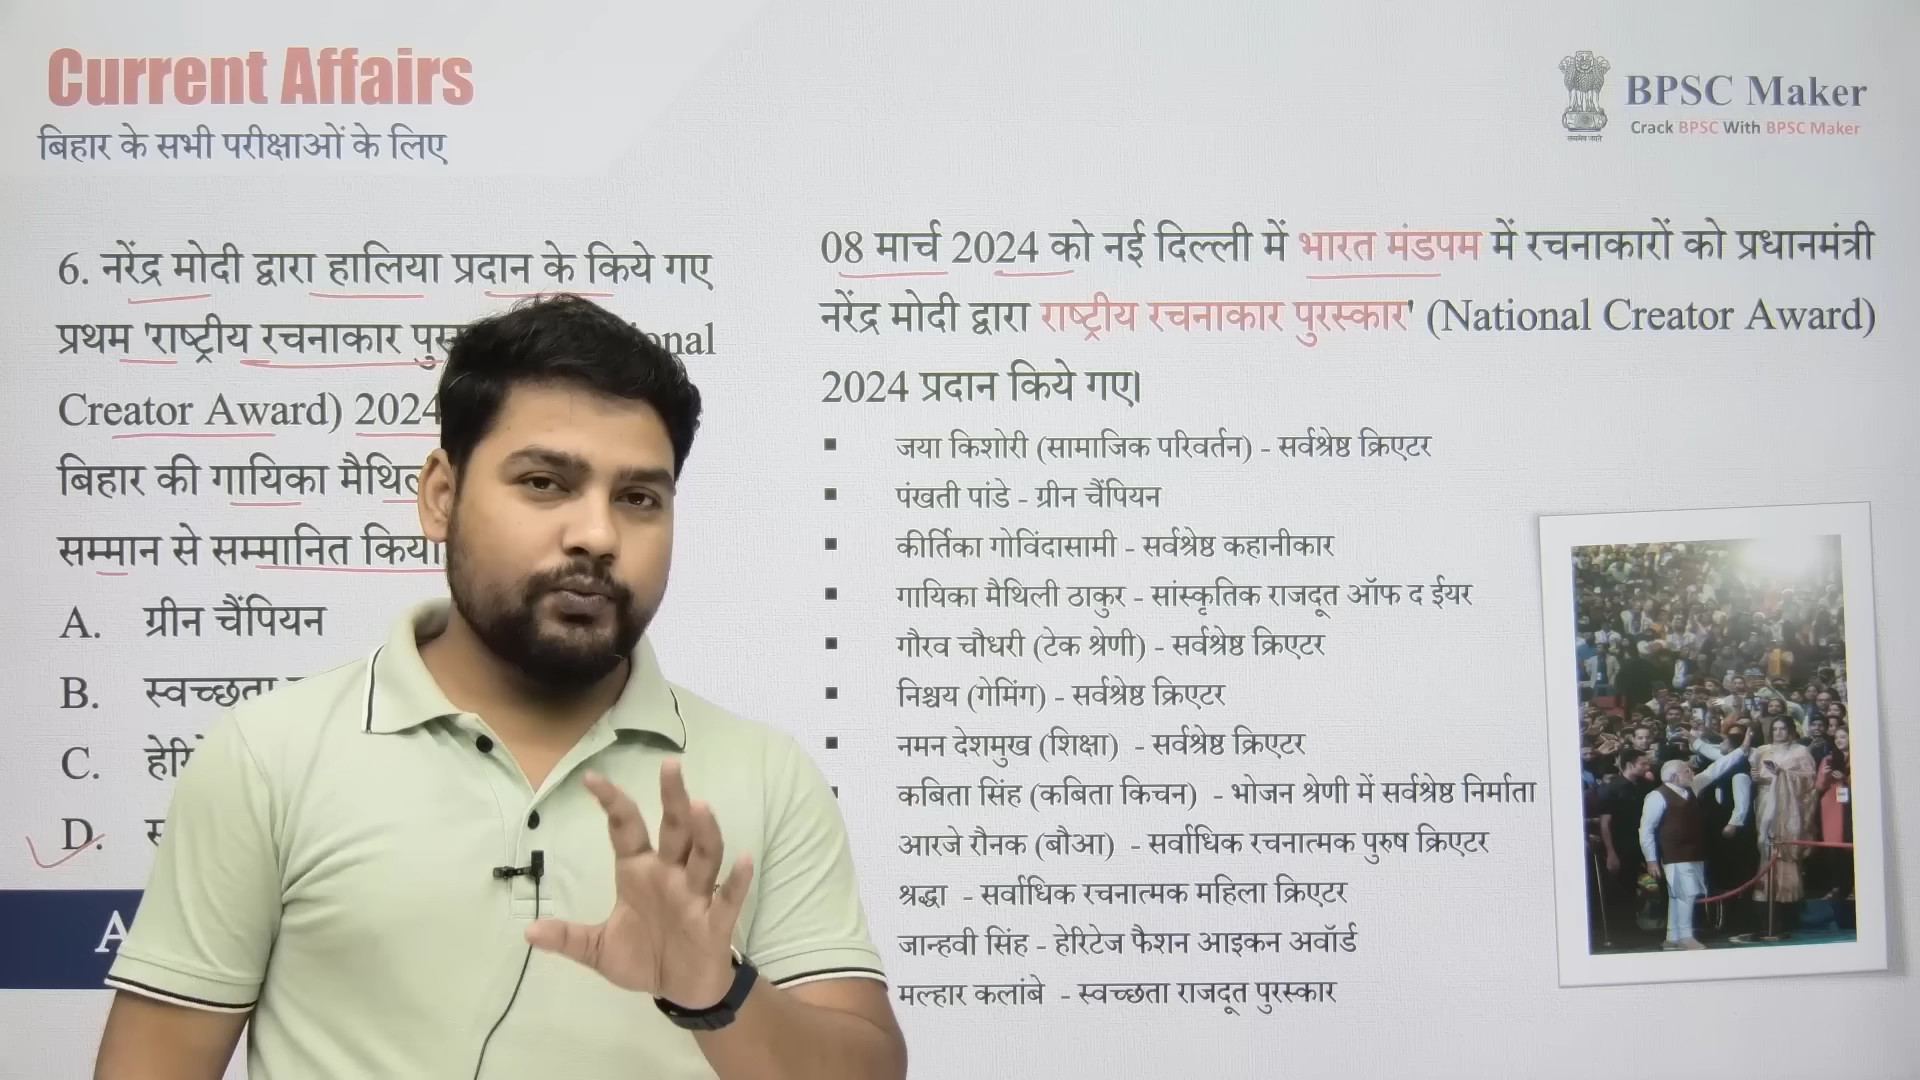 Current Affairs
बिहार के सभी परीक्षाओं के लिए
BPSC Maker
Crack BPSC With BPSC Maker
6. नरेंद्र मोदी द्वारा हालिया प्रदान के किये गए
प्रथम 'राष्ट्रीय रचनाकार
Creator Award) 2024
बिहार की गायिका
सम्मान से सम्मानित किया
A. ग्रीन चैंपियन
B. स्वच्छता
C.
D.
08 मार्च 2024 को नई दिल्ली में भारत मंडपम में रचनाकारों को प्रधानमंत्री
नरेंद्र मोदी द्वारा राष्ट्रीय रचनाकार पुरस्कार' (National Creator Award)
2024 प्रदान किये गए।
▪ जया किशोरी (सामाजिक परिवर्तन) - सर्वश्रेष्ठ क्रिएटर
▪ पंखती पांडे - ग्रीन चैंपियन
▪ कीर्तिका गोविंदासामी - सर्वश्रेष्ठ कहानीकार
▪ गायिका मैथिली ठाकुर - सांस्कृतिक राजदूत ऑफ द ईयर
▪ गौरव चौधरी (टेक श्रेणी) - सर्वश्रेष्ठ क्रिएटर
▪ निश्चय (गेमिंग) - सर्वश्रेष्ठ क्रिएटर
▪ नमन देशमुख (शिक्षा) - सर्वश्रेष्ठ क्रिएटर
कबिता सिंह (कबिता किचन) - भोजन श्रेणी में सर्वश्रेष्ठ निर्माता
आरजे रौनक (बौआ) - सर्वाधिक रचनात्मक पुरुष क्रिएटर
श्रद्धा - सर्वाधिक रचनात्मक महिला क्रिएटर
जान्हवी सिंह - हेरिटेज फैशन आइकन अवॉर्ड
मल्हार कलांबे - स्वच्छता राजदूत पुरस्कार